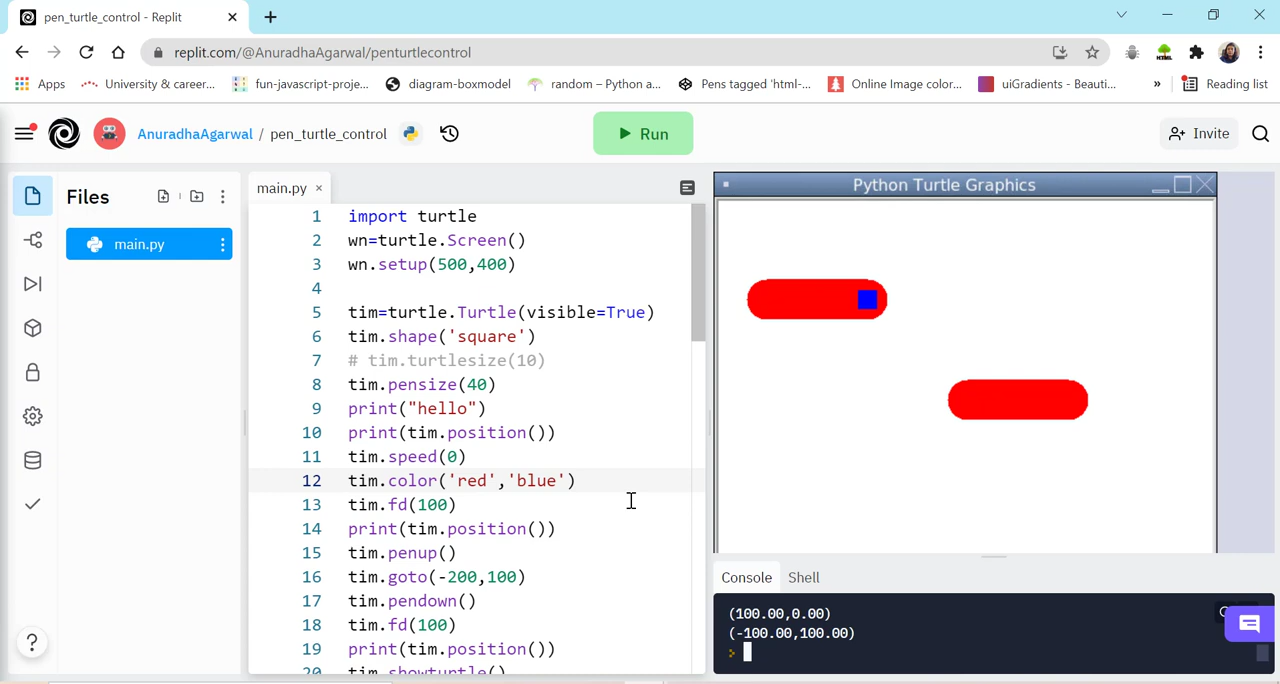 pen_turtle_control - Replit
replit.com/@AnuradhaAgarwal/penturtlecontrol
Apps University & career... fun-javascript-proje... diagram-boxmodel random – Python a... Pens tagged 'html-... Online Image color... uiGradients - Beauti... » Reading list
AnuradhaAgarwal / pen_turtle_control Run Invite
Files
main.py
main.py
1 import turtle
2 wn=turtle.Screen()
3 wn.setup(500,400)
4
5 tim=turtle.Turtle(visible=True)
6 tim.shape('square')
7 # tim.turtlesize(10)
8 tim.pensize(40)
9 print("hello")
10 print(tim.position())
11 tim.speed(0)
12 tim.color('red','blue')
13 tim.fd(100)
14 print(tim.position())
15 tim.penup()
16 tim.goto(-200,100)
17 tim.pendown()
18 tim.fd(100)
19 print(tim.position())
20 tim.showturtle()
Python Turtle Graphics
Console Shell
(100.00,0.00)
(-100.00,100.00)
>
?